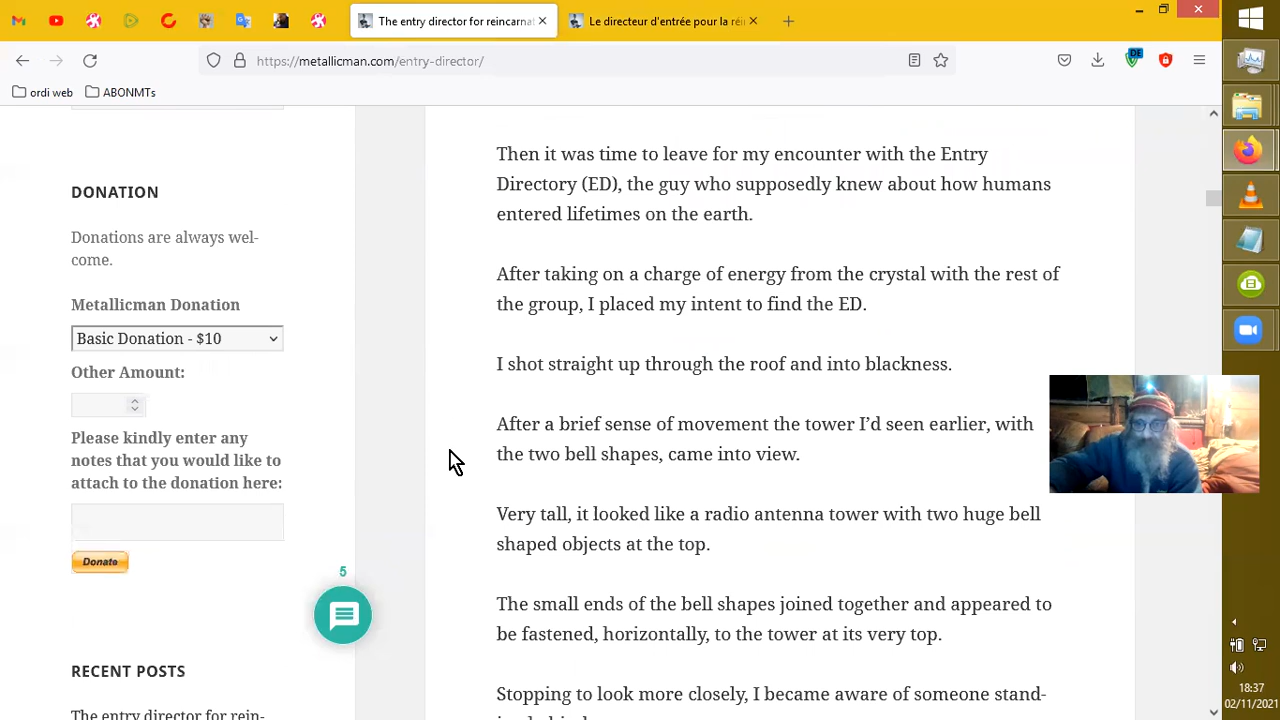 The entry director for reincarnat
Le directeur d'entrée pour la réi
https://metallicman.com/entry-director/
DE
ordi web
ABONMTs
DONATION
Donations are always wel-
come.
Metallicman Donation
Basic Donation - $10
Other Amount:
Please kindly enter any
notes that you would like to
attach to the donation here:
Donate
5
RECENT POSTS
The entry director for rein-
Then it was time to leave for my encounter with the Entry
Directory (ED), the guy who supposedly knew about how humans
entered lifetimes on the earth.
After taking on a charge of energy from the crystal with the rest of
the group, I placed my intent to find the ED.
I shot straight up through the roof and into blackness.
After a brief sense of movement the tower I’d seen earlier, with
the two bell shapes, came into view.
Very tall, it looked like a radio antenna tower with two huge bell
shaped objects at the top.
The small ends of the bell shapes joined together and appeared to
be fastened, horizontally, to the tower at its very top.
Stopping to look more closely, I became aware of someone stand-
18:37
02/11/2021